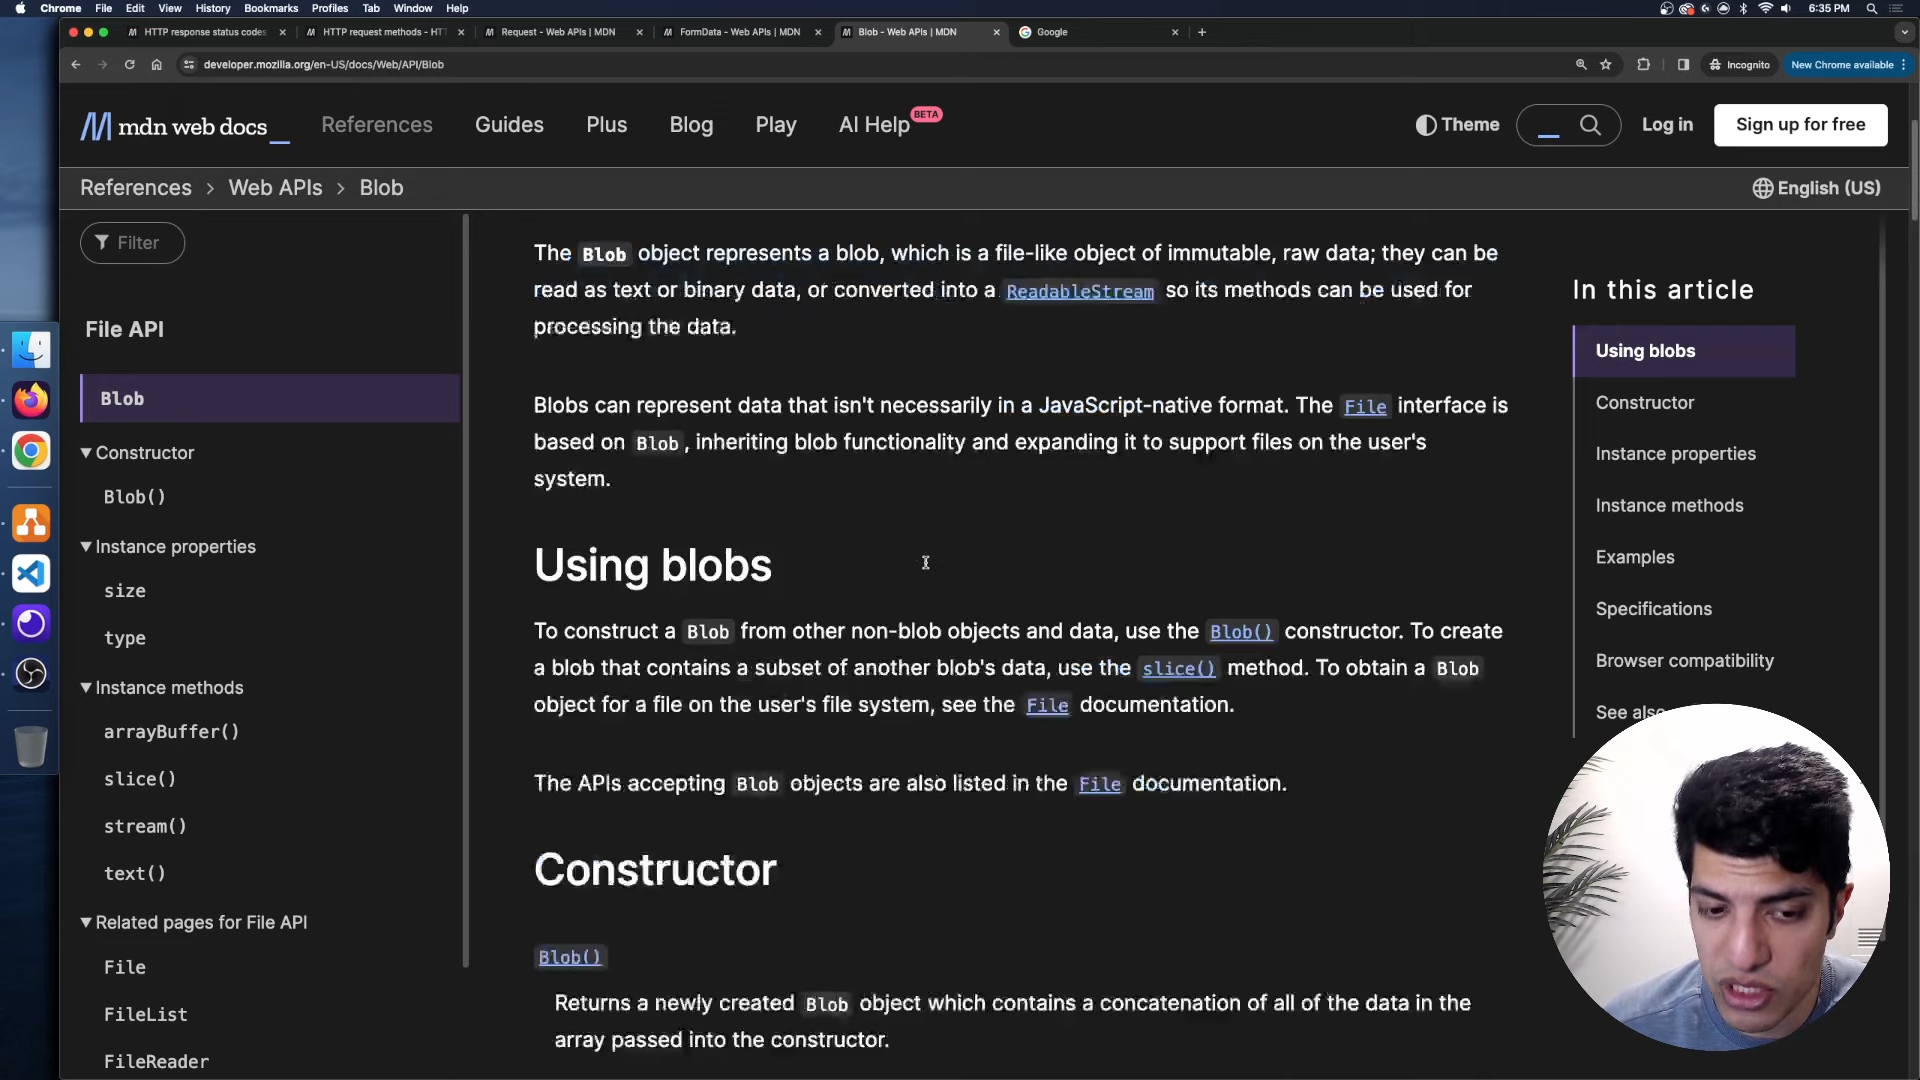 Chrome File Edit View History Bookmarks Profiles Tab Window Help 6:35 PM
HTTP response status codes HTTP request methods - HT Request - Web APIs | MDN FormData - Web APIs | MDN Blob - Web APIs | MDN Google
developer.mozilla.org/en-US/docs/Web/API/Blob Incognito New Chrome available
mdn web docs_ References Guides Plus Blog Play AI Help BETA Theme Log in Sign up for free
References > Web APIs > Blob English (US)
Filter
File API
Blob
Constructor
Blob()
Instance properties
size
type
Instance methods
arrayBuffer()
slice()
stream()
text()
Related pages for File API
File
FileList
FileReader
The Blob object represents a blob, which is a file-like object of immutable, raw data; they can be
read as text or binary data, or converted into a ReadableStream so its methods can be used for
processing the data.
Blobs can represent data that isn't necessarily in a JavaScript-native format. The File interface is
based on Blob, inheriting blob functionality and expanding it to support files on the user's
system.
Using blobs
To construct a Blob from other non-blob objects and data, use the Blob() constructor. To create
a blob that contains a subset of another blob's data, use the slice() method. To obtain a Blob
object for a file on the user's file system, see the File documentation.
The APIs accepting Blob objects are also listed in the File documentation.
Constructor
Blob()
Returns a newly created Blob object which contains a concatenation of all of the data in the
array passed into the constructor.
In this article
Using blobs
Constructor
Instance properties
Instance methods
Examples
Specifications
Browser compatibility
See also